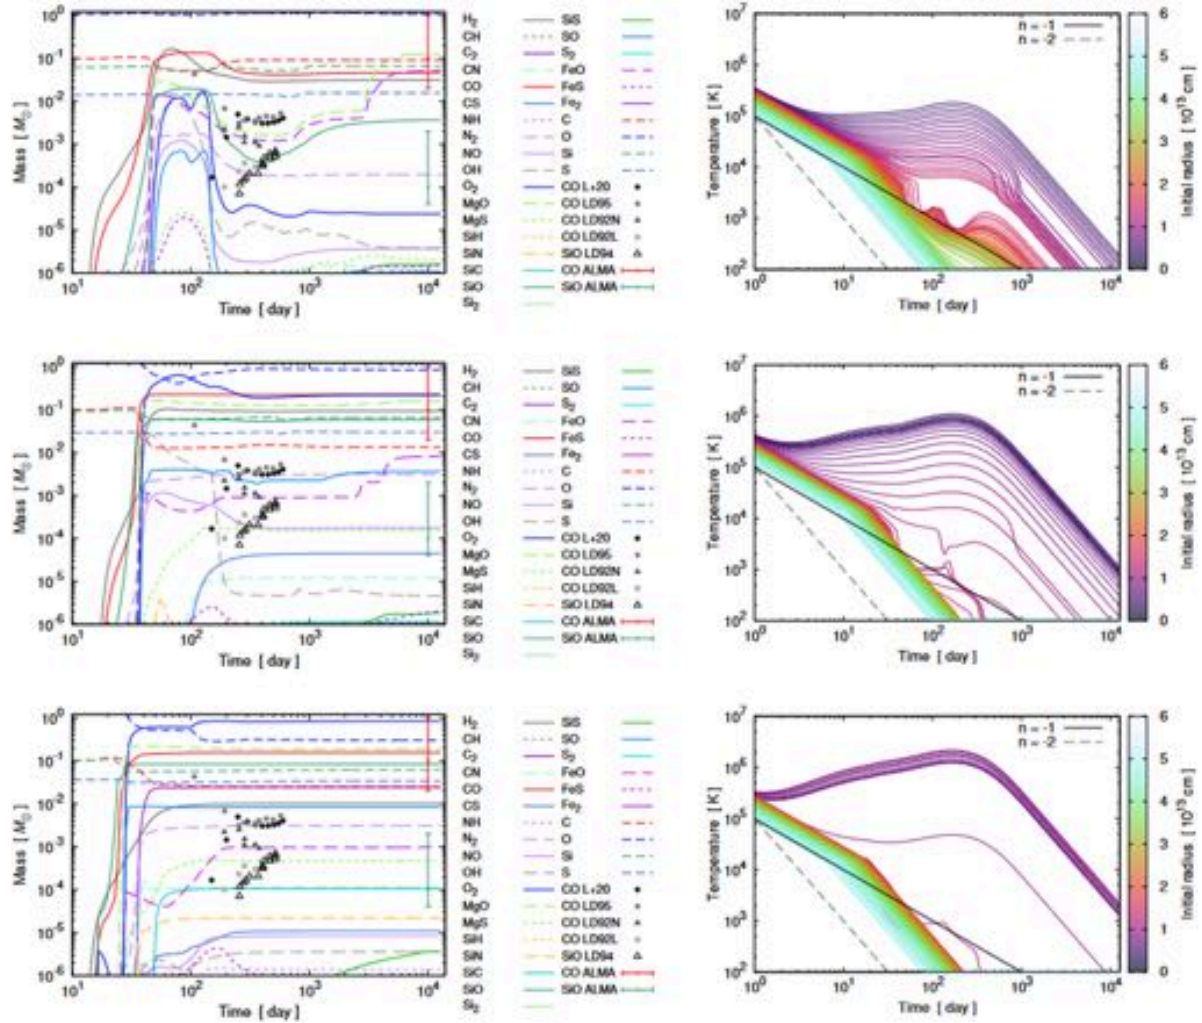 10⁰
10⁻¹
10⁻²
10⁻³
10⁻⁴
10⁻⁵
10⁻⁶
Mass [ M⊙ ]
10¹ 10² 10³ 10⁴
Time [ day ]
H₂ SiS
CH SO
C₂ S₂
CN FeO
CO FeS
CS Fe₂
NH C
N₂ O
NO Si
OH S
O₂ CO L+20
MgO CO LD95
MgS CO LD92N
SiH CO LD92L
SiN SiO LD94
SiC CO ALMA
SiO SiO ALMA
Si₂
10⁷
10⁶
10⁵
10⁴
10³
10²
Temperature [ K ]
n = -1
n = -2
10⁰ 10¹ 10² 10³ 10⁴
Time [ day ]
6
5
4
3
2
1
0
Initial radius [ 10¹³ cm ]
10⁰
10⁻¹
10⁻²
10⁻³
10⁻⁴
10⁻⁵
10⁻⁶
Mass [ M⊙ ]
10¹ 10² 10³ 10⁴
Time [ day ]
H₂ SiS
CH SO
C₂ S₂
CN FeO
CO FeS
CS Fe₂
NH C
N₂ O
NO Si
OH S
O₂ CO L+20
MgO CO LD95
MgS CO LD92N
SiH CO LD92L
SiN SiO LD94
SiC CO ALMA
SiO SiO ALMA
Si₂
10⁷
10⁶
10⁵
10⁴
10³
10²
Temperature [ K ]
n = -1
n = -2
10⁰ 10¹ 10² 10³ 10⁴
Time [ day ]
6
5
4
3
2
1
0
Initial radius [ 10¹³ cm ]
10⁰
10⁻¹
10⁻²
10⁻³
10⁻⁴
10⁻⁵
10⁻⁶
Mass [ M⊙ ]
10¹ 10² 10³ 10⁴
Time [ day ]
H₂ SiS
CH SO
C₂ S₂
CN FeO
CO FeS
CS Fe₂
NH C
N₂ O
NO Si
OH S
O₂ CO L+20
MgO CO LD95
MgS CO LD92N
SiH CO LD92L
SiN SiO LD94
SiC CO ALMA
SiO SiO ALMA
Si₂
10⁷
10⁶
10⁵
10⁴
10³
10²
Temperature [ K ]
n = -1
n = -2
10⁰ 10¹ 10² 10³ 10⁴
Time [ day ]
6
5
4
3
2
1
0
Initial radius [ 10¹³ cm ]